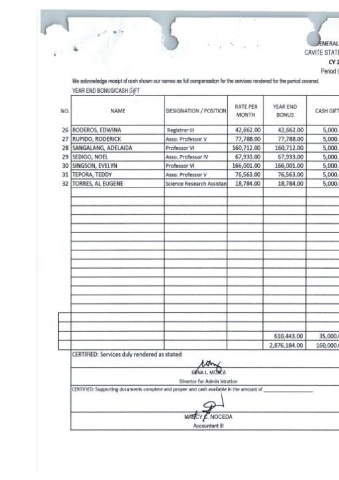 GENERAL
CAVITE STATE
CY 2
Period
We acknowledge receipt of cash shown our names as full compensation for the services rendered for the period covered.
YEAR END BONUS/CASH GIFT
NO. NAME DESIGNATION / POSITION RATE PER MONTH YEAR END BONUS CASH GIFT
26 RODEROS, EDWINA Registrar III 42,662.00 42,662.00 5,000.
27 RUPIDO, RODERICK Asso. Professor V 77,788.00 77,788.00 5,000.
28 SANGALANG, ADELAIDA Professor VI 160,712.00 160,712.00 5,000.
29 SEDIGO, NOEL Asso. Professor IV 67,933.00 67,933.00 5,000.
30 SINGSON, EVELYN Professor VI 166,001.00 166,001.00 5,000.
31 TEPORA, TEDDY Asso. Professor V 76,563.00 76,563.00 5,000.
32 TORRES, AL EUGENE Science Research Assistan 18,784.00 18,784.00 5,000.
610,443.00 35,000.
2,876,184.00 160,000.
CERTIFIED: Services duly rendered as stated
Director for Admin istration
CERTIFIED: Supporting documents complete and proper and cash available in the amount of
NOCEDA
Accountant III